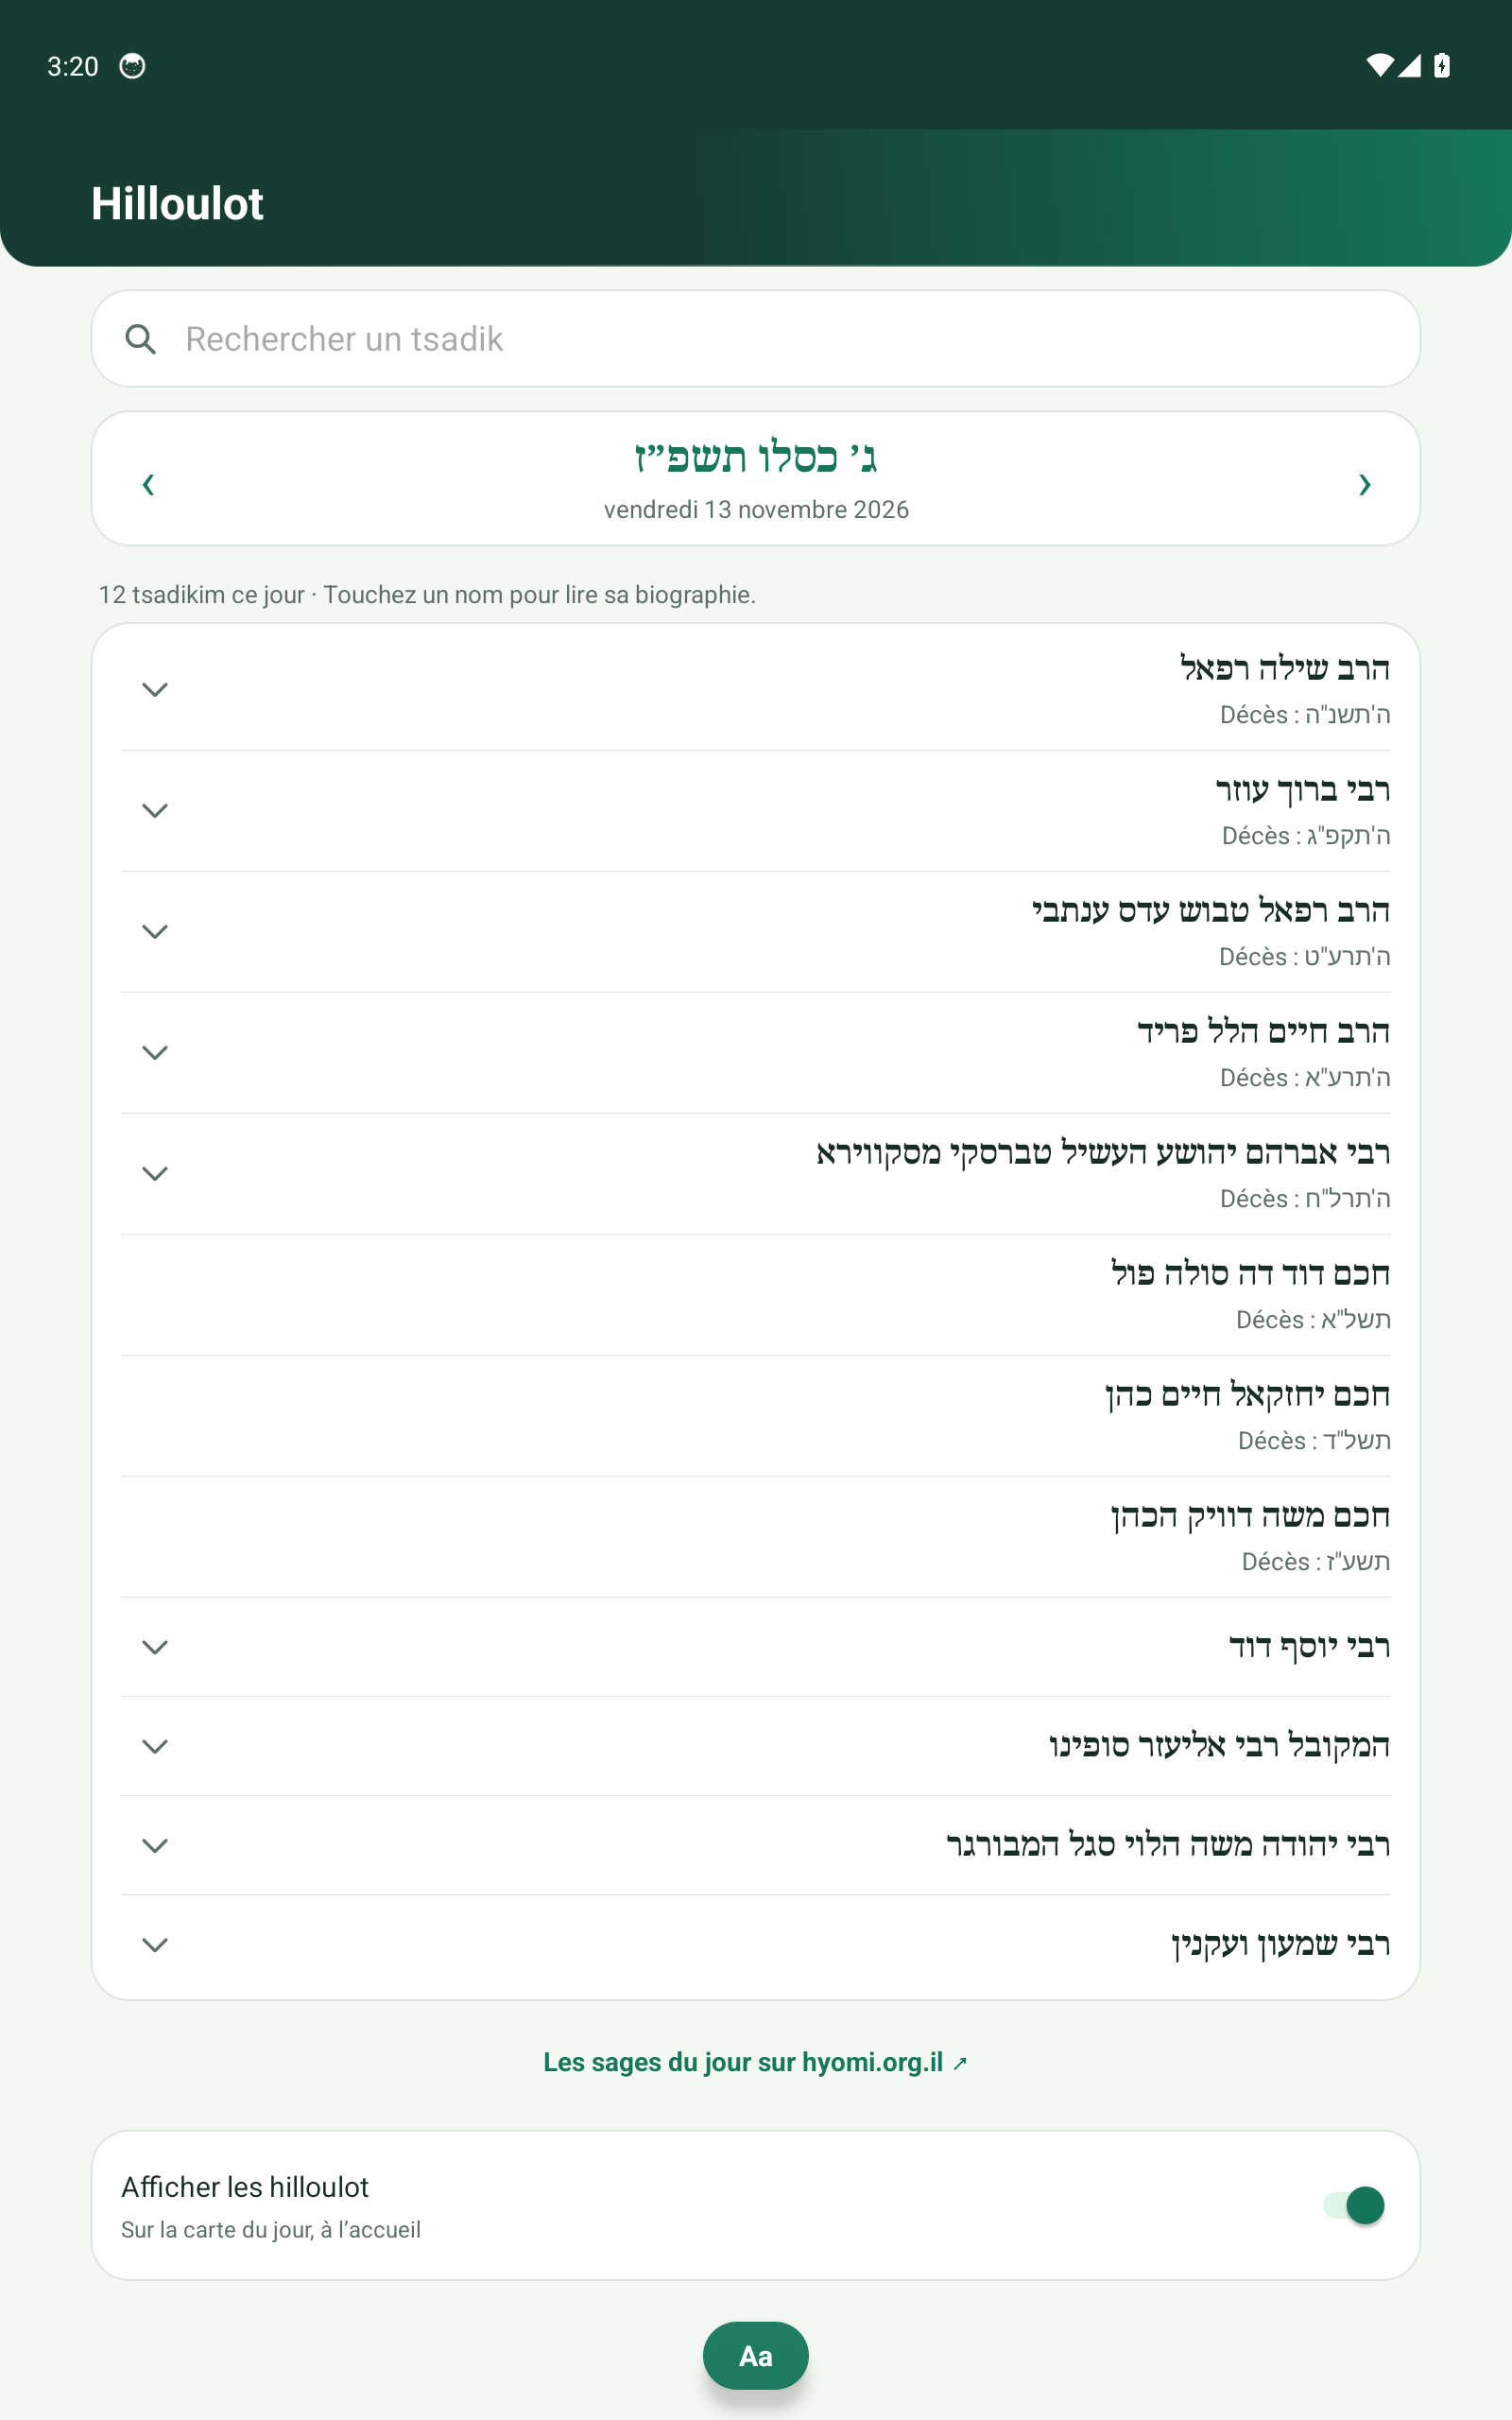 3:20
Hilloulot
Rechercher un tsadik
ג׳ כסלו תשפ״ז
vendredi 13 novembre 2026
12 tsadikim ce jour · Touchez un nom pour lire sa biographie.
הרב שילה רפאל
Décès : ה'תשנ"ה
רבי ברוך עוזר
Décès : ה'תקפ"ג
הרב רפאל טבוש עדס ענתבי
Décès : ה'תרע"ט
הרב חיים הלל פריד
Décès : ה'תרע"א
רבי אברהם יהושע העשיל טברסקי מסקווירא
Décès : ה'תרל"ח
חכם דוד דה סולה פול
Décès : תשל"א
חכם יחזקאל חיים כהן
Décès : תשל"ד
חכם משה דוויק הכהן
Décès : תשע"ז
רבי יוסף דוד
המקובל רבי אליעזר סופינו
רבי יהודה משה הלוי סגל המבורגר
רבי שמעון ועקנין
Les sages du jour sur hyomi.org.il ↗
Afficher les hilloulot
Sur la carte du jour, à l’accueil
Aa